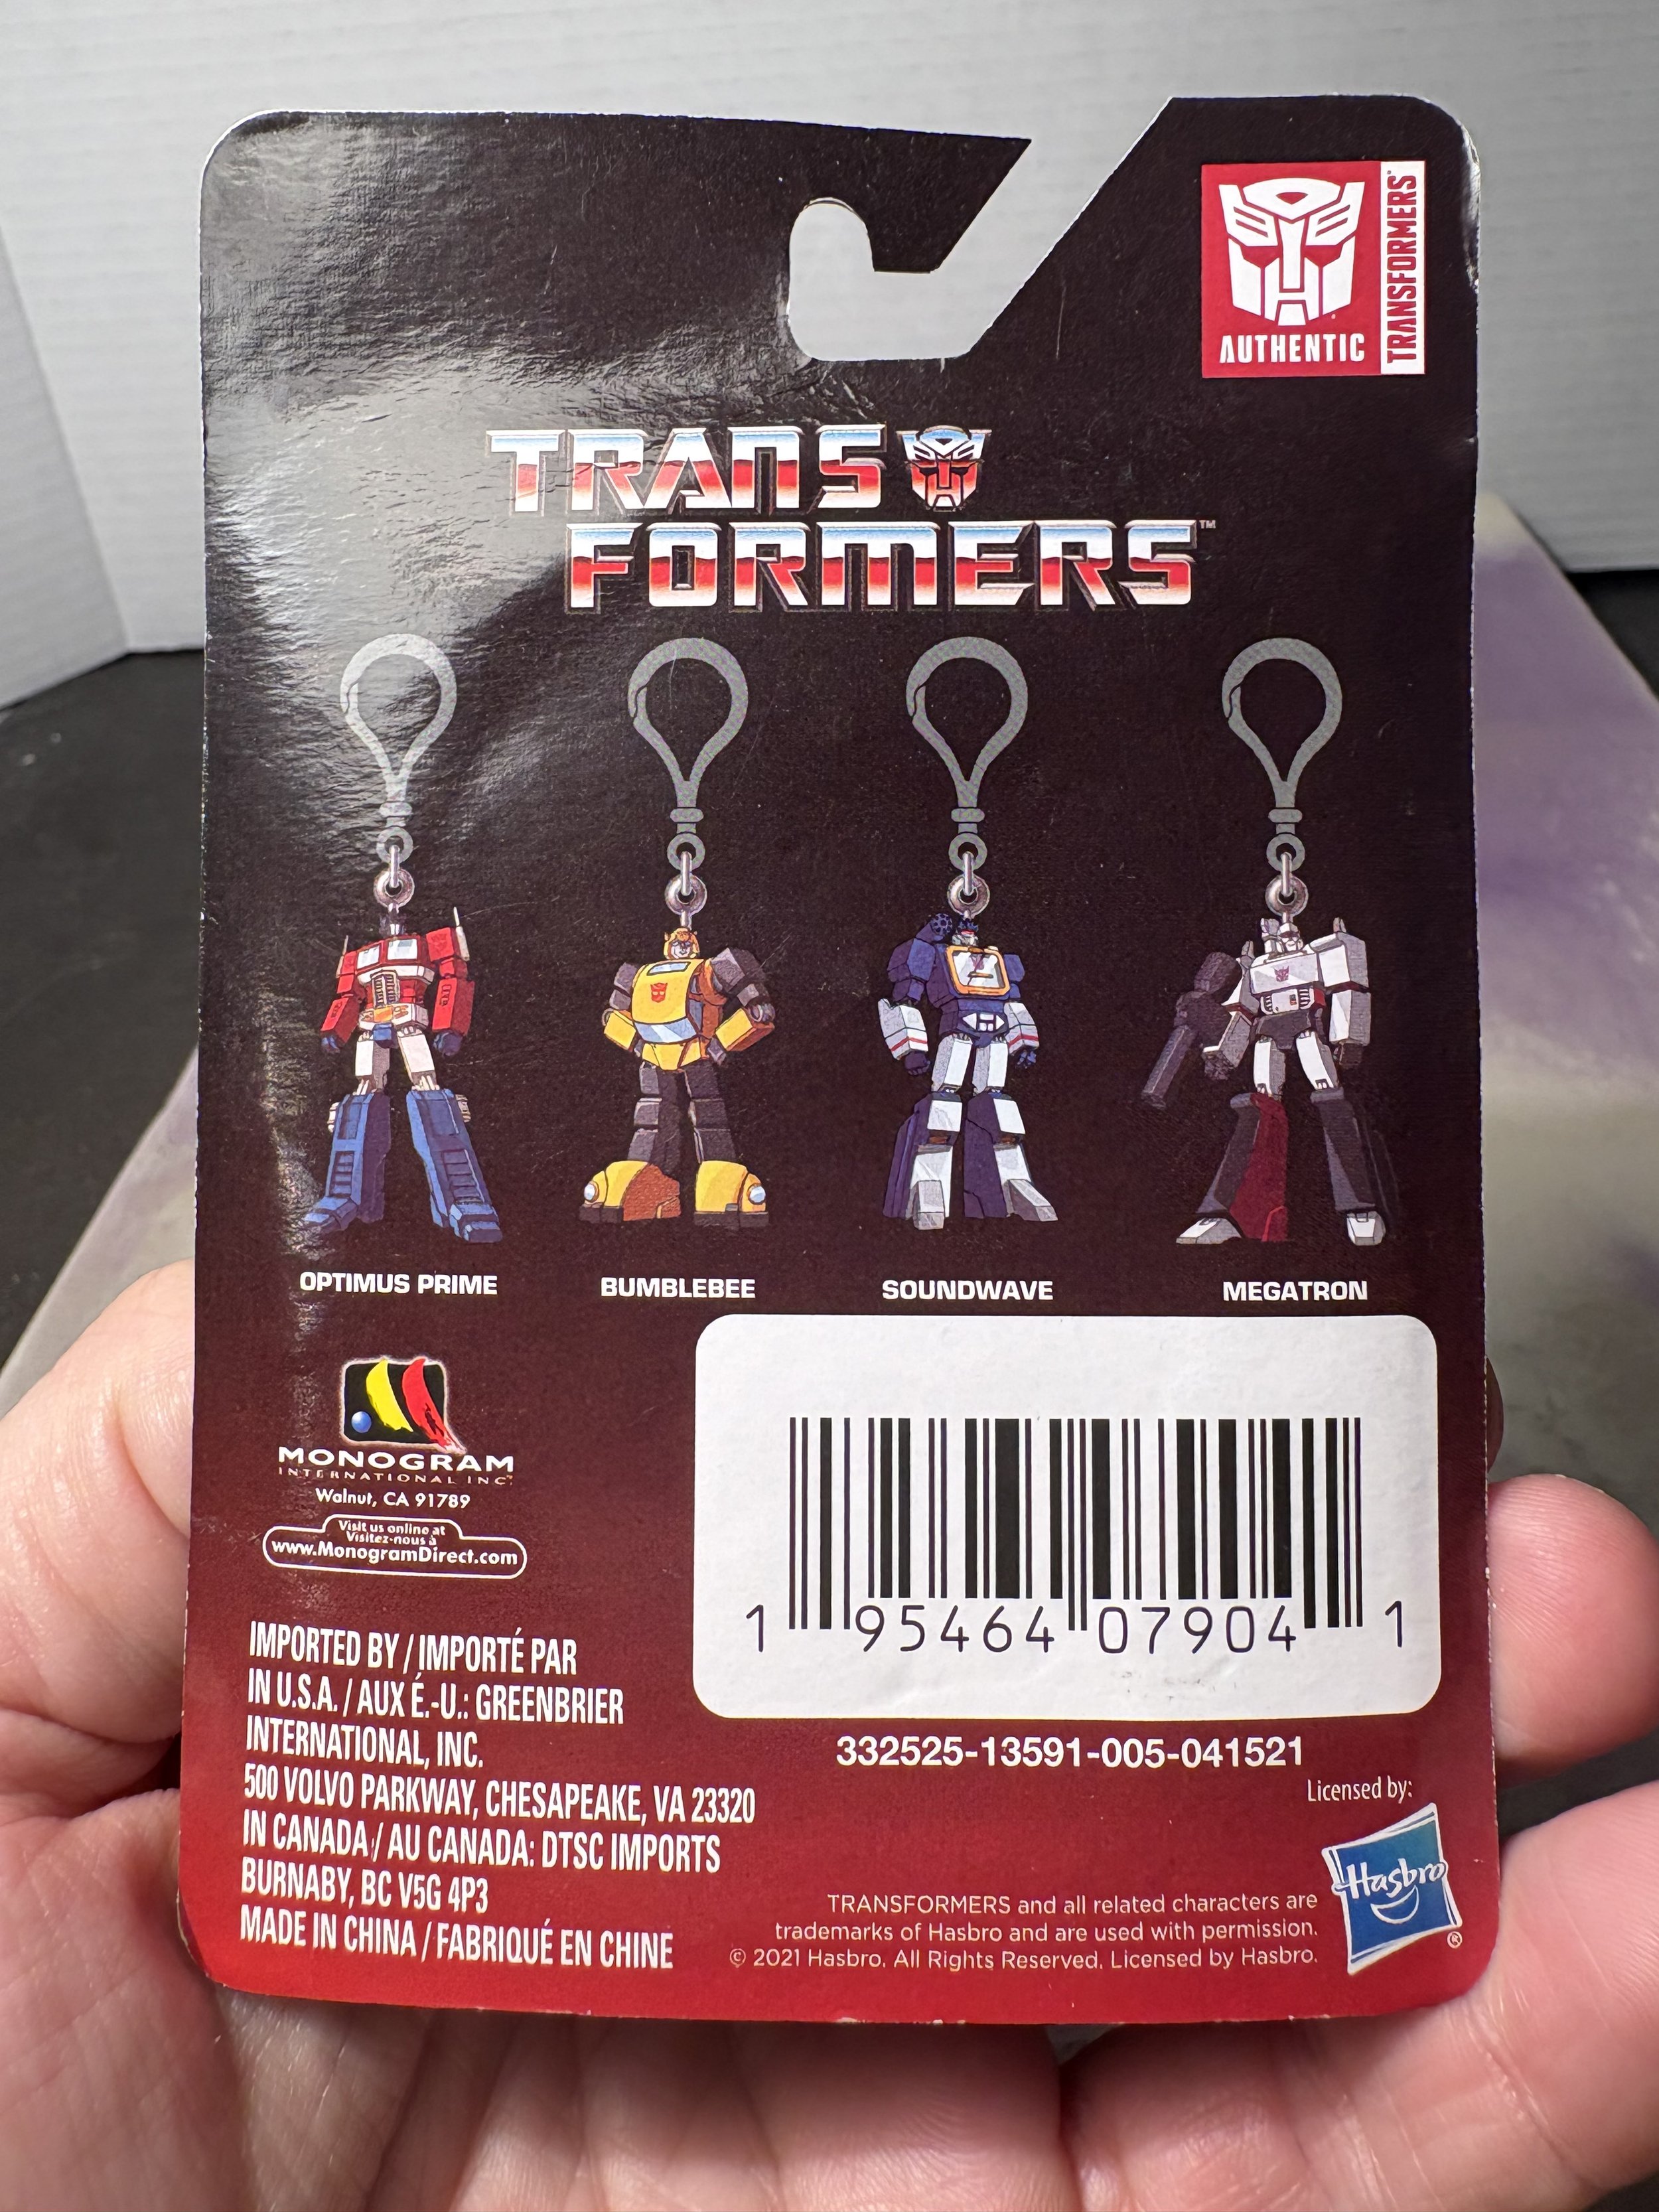 AUTHENTIC
TRANSFORMERS
TRANS
FORMERS™
OPTIMUS PRIME
BUMBLEBEE
SOUNDWAVE
MEGATRON
MONOGRAM
INTERNATIONAL INC
Walnut, CA 91789
Visit us online at
Visitez-nous à
www.MonogramDirect.com
1 95464 07904 1
IMPORTED BY / IMPORTÉ PAR
IN U.S.A. / AUX É.-U.: GREENBRIER
INTERNATIONAL, INC.
500 VOLVO PARKWAY, CHESAPEAKE, VA 23320
IN CANADA / AU CANADA: DTSC IMPORTS
BURNABY, BC V5G 4P3
MADE IN CHINA / FABRIQUÉ EN CHINE
332525-13591-005-041521
Licensed by:
Hasbro®
TRANSFORMERS and all related characters are
trademarks of Hasbro and are used with permission.
© 2021 Hasbro. All Rights Reserved. Licensed by Hasbro.